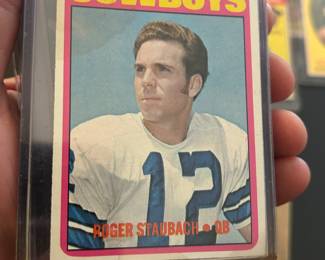 COWBOYS
12
ROGER STAUBACH • QB